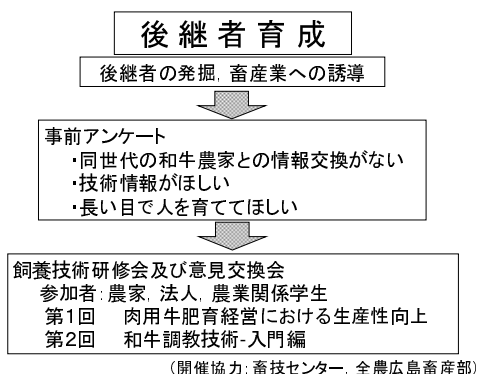 後継者育成
後継者の発掘，畜産業への誘導
事前アンケート
・同世代の和牛農家との情報交換がない
・技術情報がほしい
・長い目で人を育ててほしい
飼養技術研修会及び意見交換会
参加者：農家，法人，農業関係学生
第1回　肉用牛肥育経営における生産性向上
第2回　和牛調教技術-入門編
（開催協力：畜技センター，全農広島畜産部）